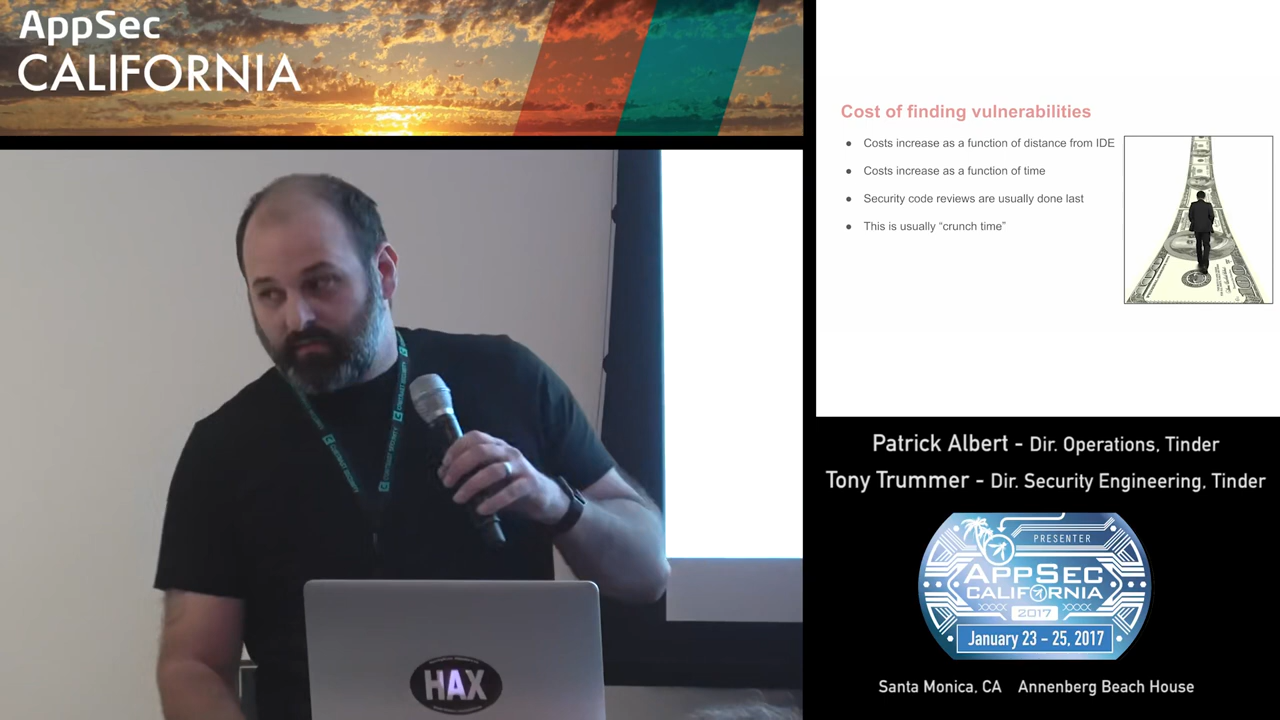 AppSec
CALIFORNIA
Cost of finding vulnerabilities
● Costs increase as a function of distance from IDE
● Costs increase as a function of time
● Security code reviews are usually done last
● This is usually “crunch time”
100
HAX
Patrick Albert - Dir. Operations, Tinder
Tony Trummer - Dir. Security Engineering, Tinder
PRESENTER
APPSEC
CALIFORNIA
2017
January 23 - 25, 2017
Santa Monica, CA Annenberg Beach House